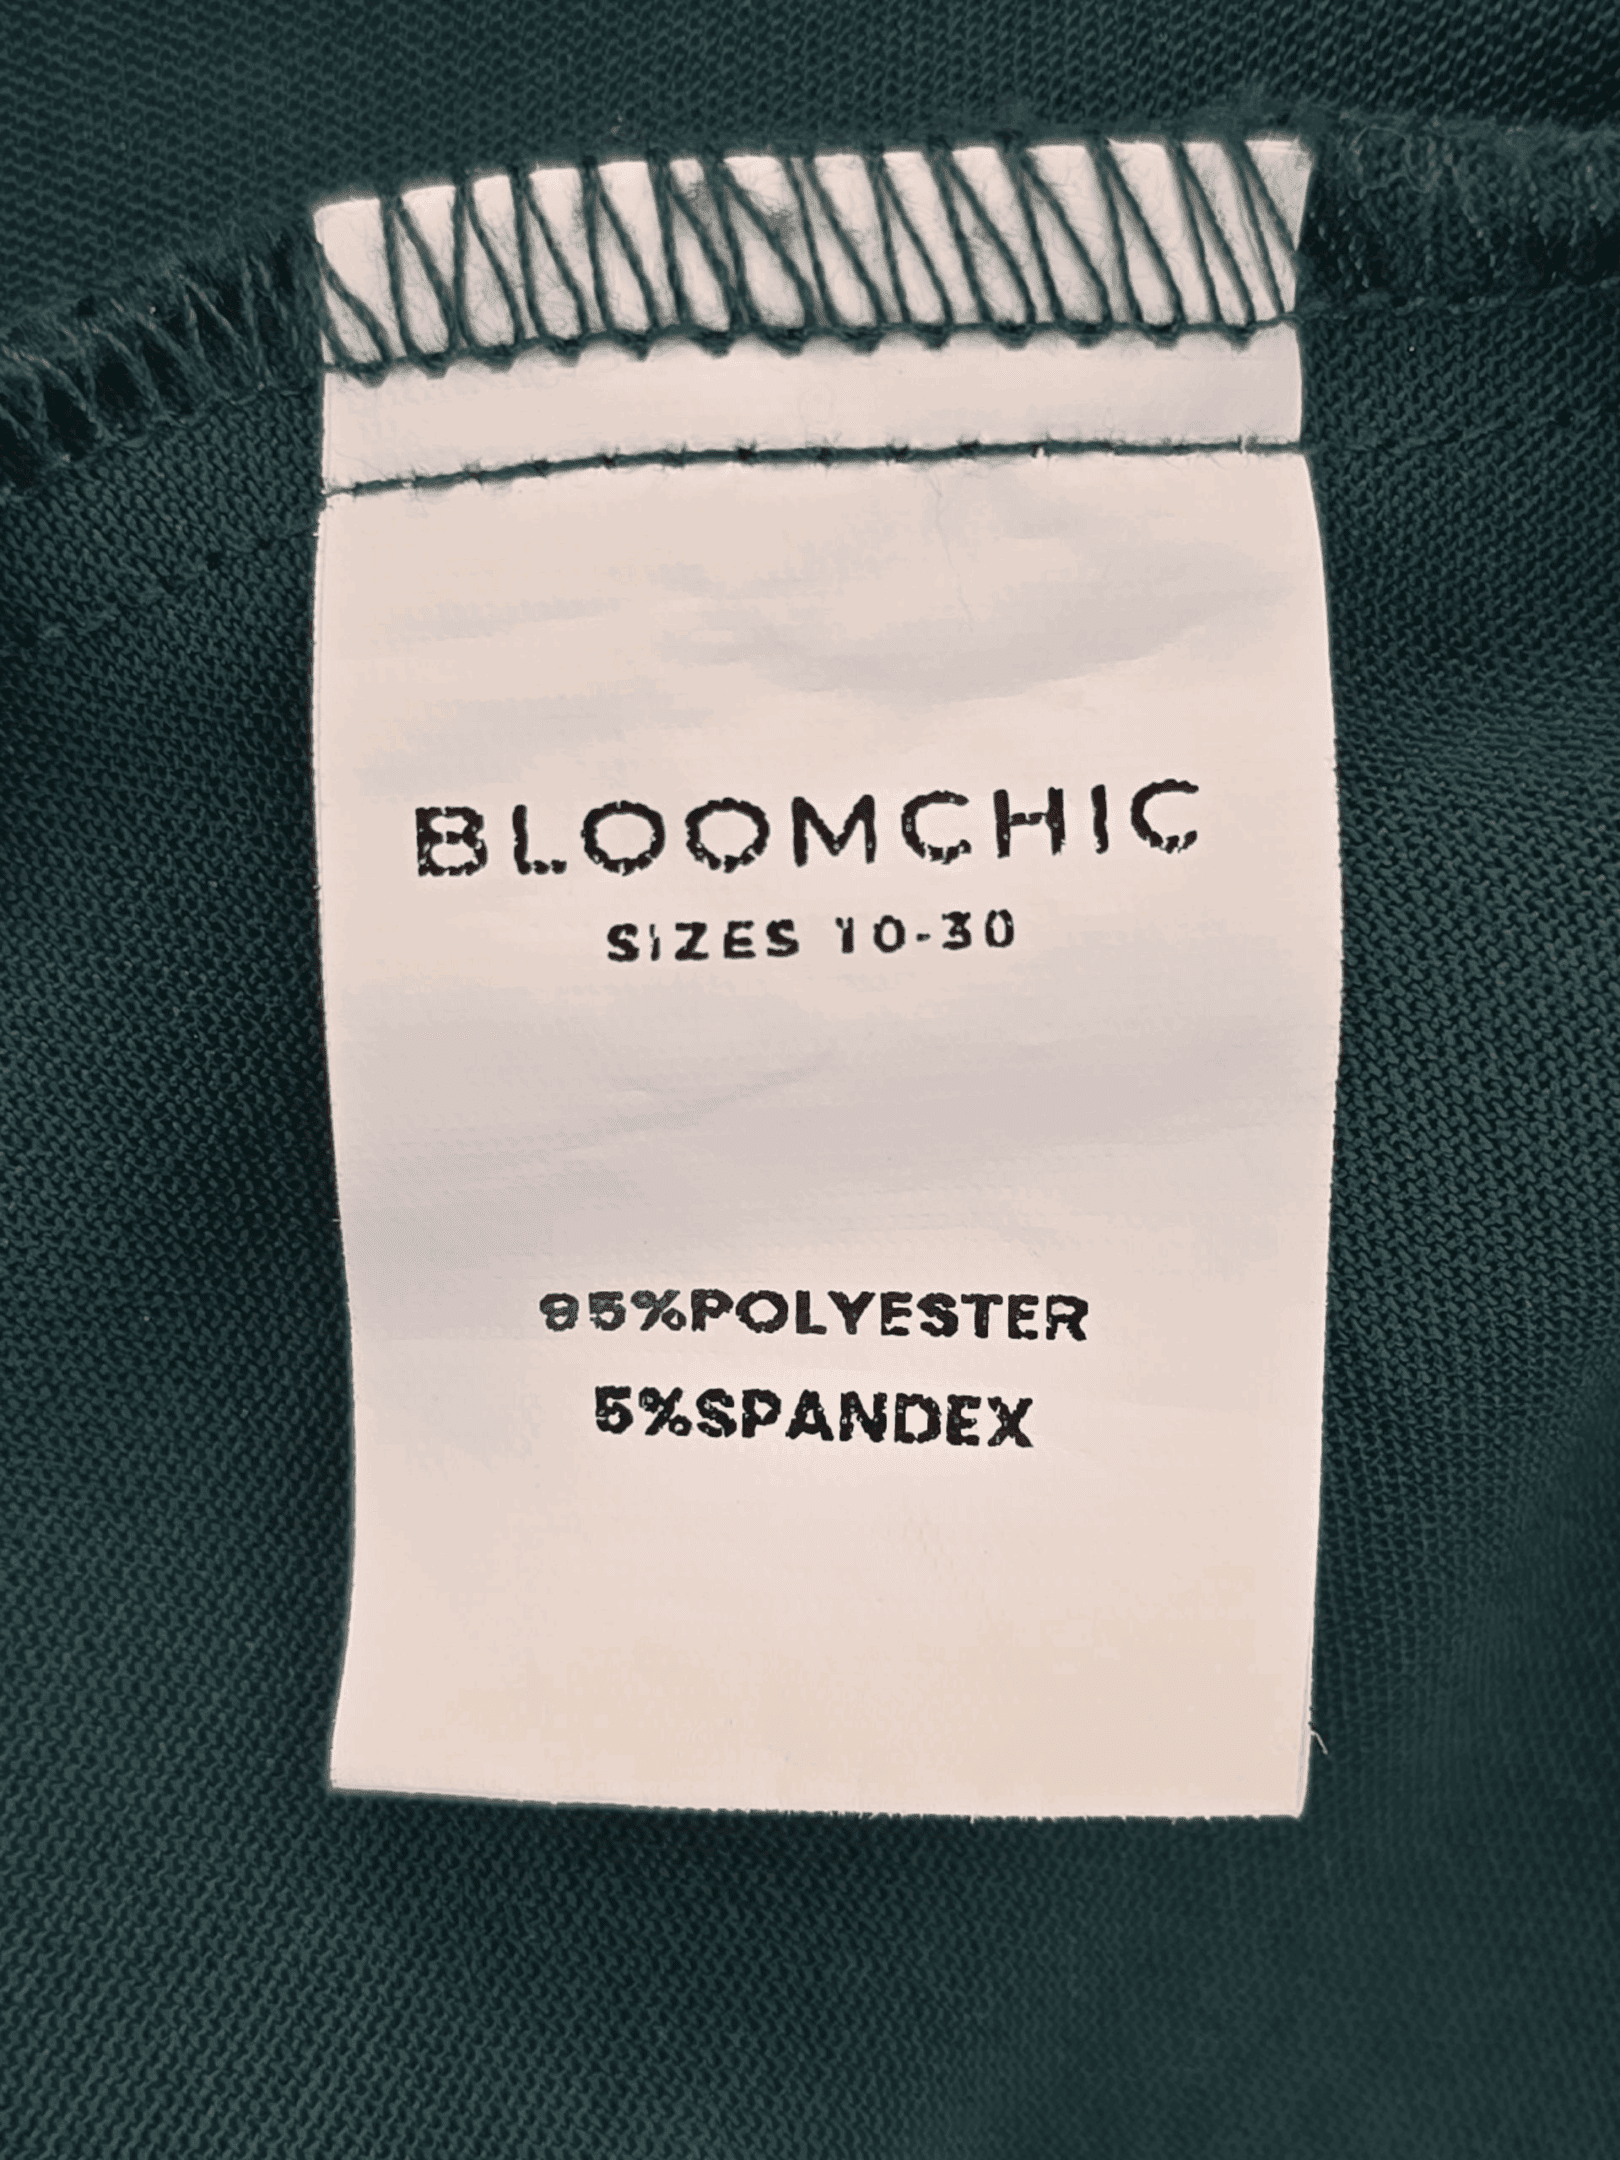 BLOOMCHIC
SIZES 10-30
95%POLYESTER
5%SPANDEX